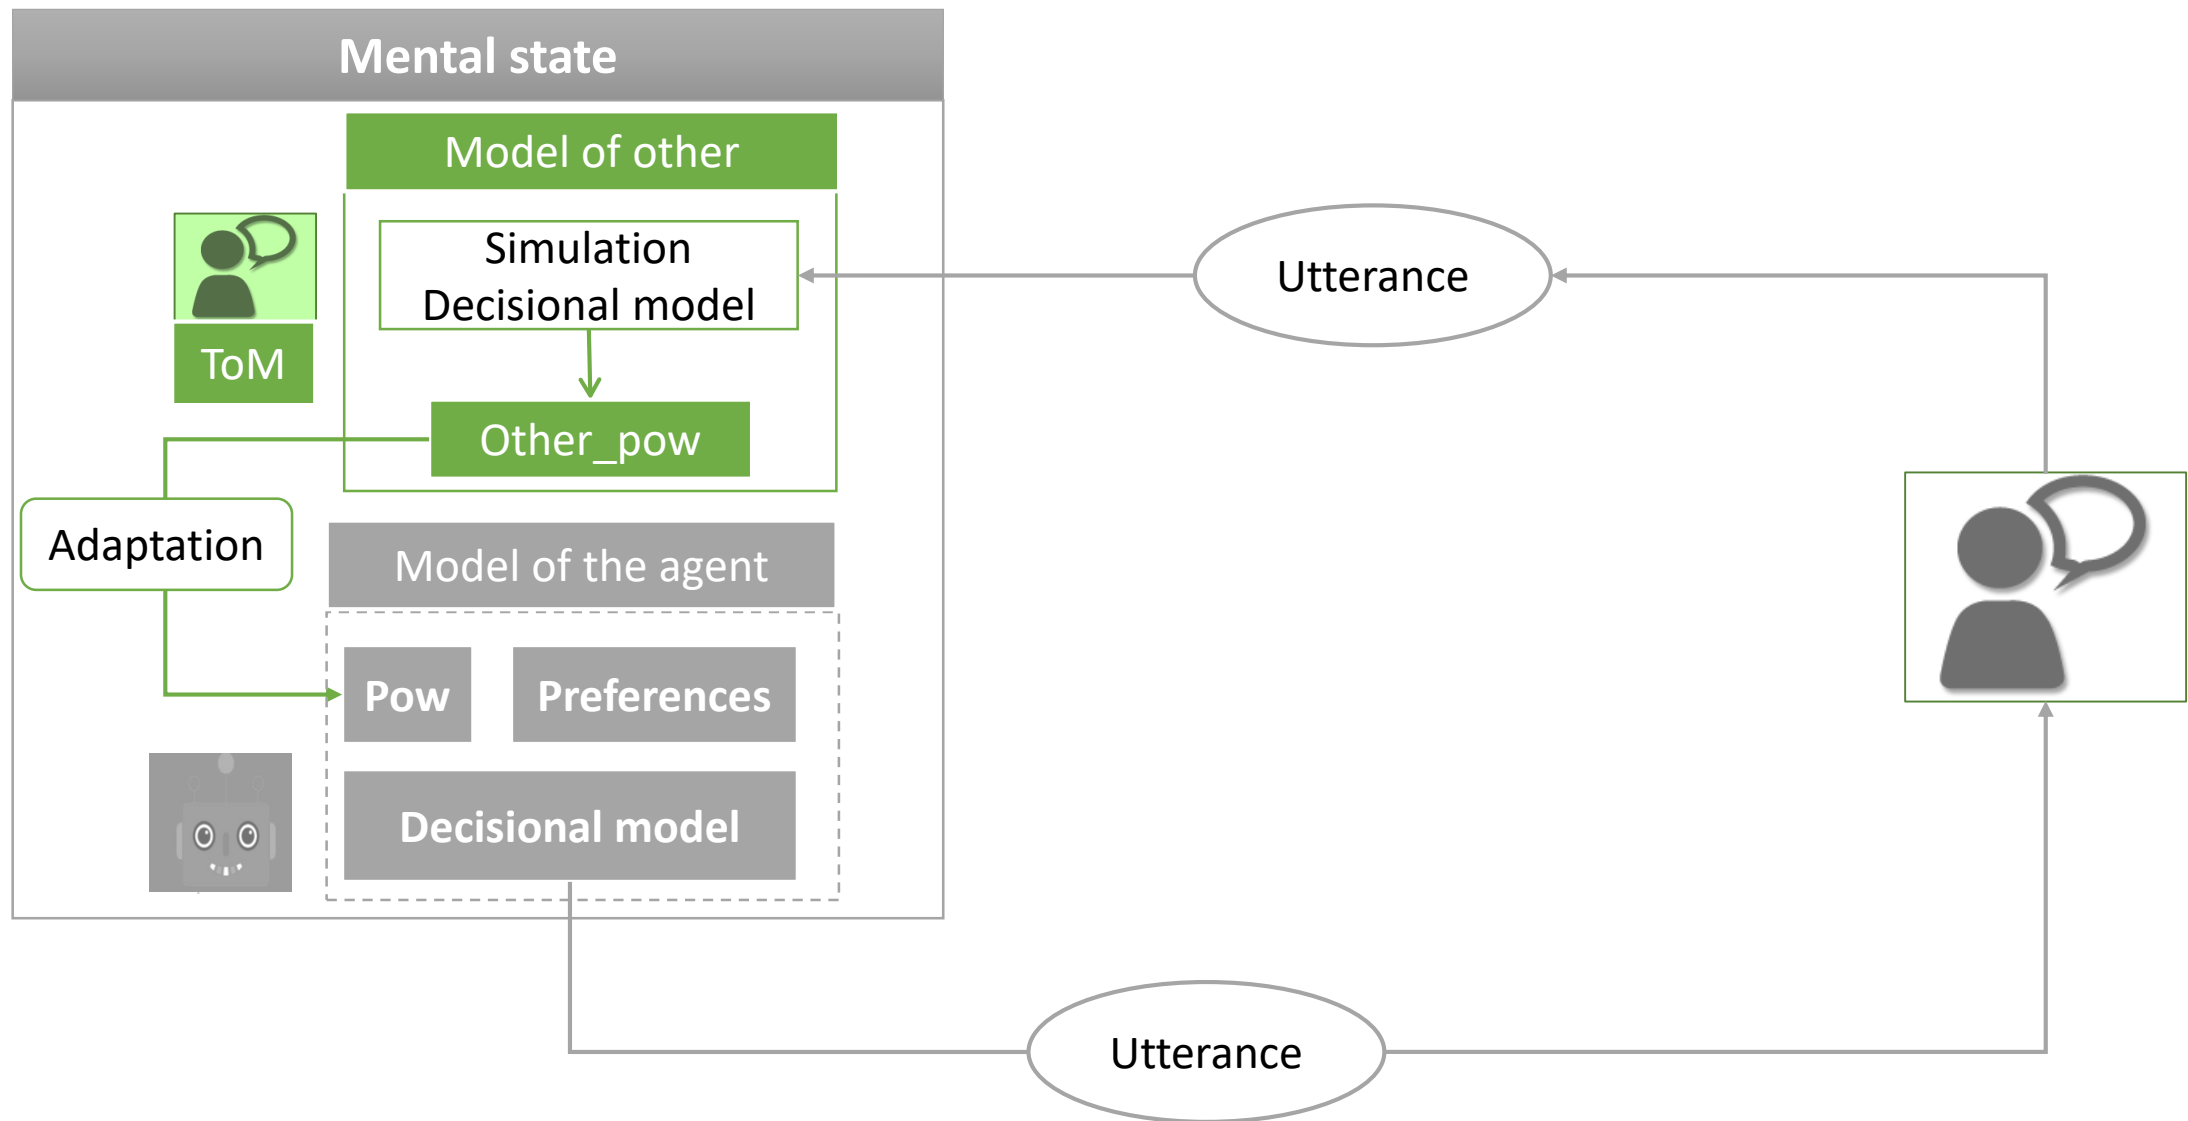 Mental state
Model of other
Simulation
Decisional model
Utterance
ToM
Other_pow
Adaptation
Model of the agent
Pow
Preferences
Decisional model
Utterance